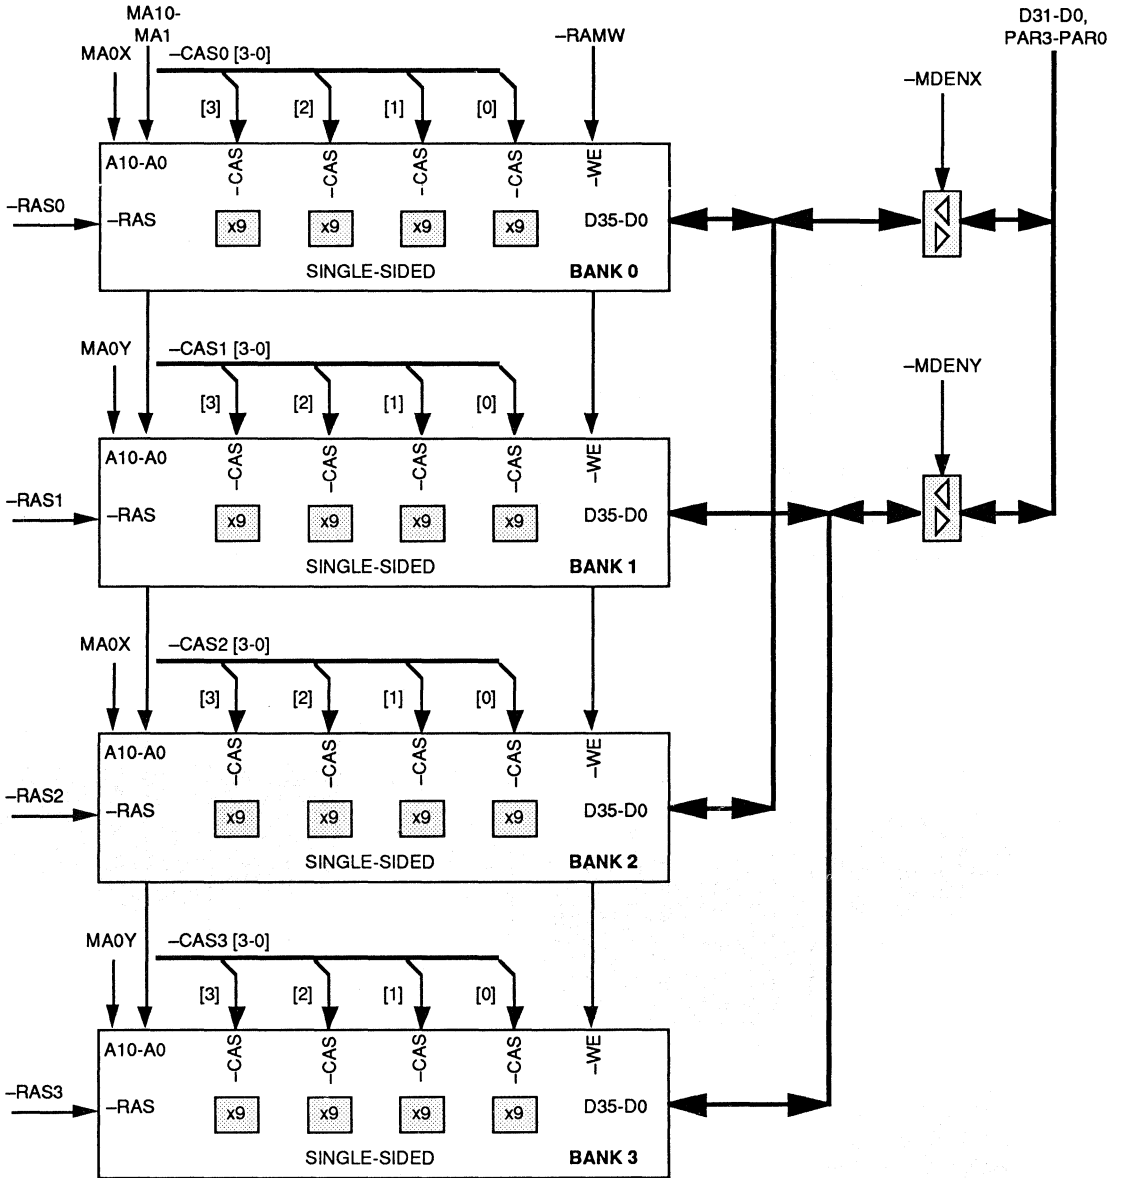 MA10-
MA1
MA0X
–CAS0 [3-0]
–RAMW
D31-D0,
PAR3-PAR0
–MDENX
[3]
[2]
[1]
[0]
A10-A0
–CAS
–CAS
–CAS
–CAS
–WE
–RAS0
–RAS
x9
x9
x9
x9
D35-D0
SINGLE-SIDED
BANK 0
MA0Y
–CAS1 [3-0]
–MDENY
[3]
[2]
[1]
[0]
A10-A0
–CAS
–CAS
–CAS
–CAS
–WE
–RAS1
–RAS
x9
x9
x9
x9
D35-D0
SINGLE-SIDED
BANK 1
MA0X
–CAS2 [3-0]
[3]
[2]
[1]
[0]
A10-A0
–CAS
–CAS
–CAS
–CAS
–WE
–RAS2
–RAS
x9
x9
x9
x9
D35-D0
SINGLE-SIDED
BANK 2
MA0Y
–CAS3 [3-0]
[3]
[2]
[1]
[0]
A10-A0
–CAS
–CAS
–CAS
–CAS
–WE
–RAS3
–RAS
x9
x9
x9
x9
D35-D0
SINGLE-SIDED
BANK 3